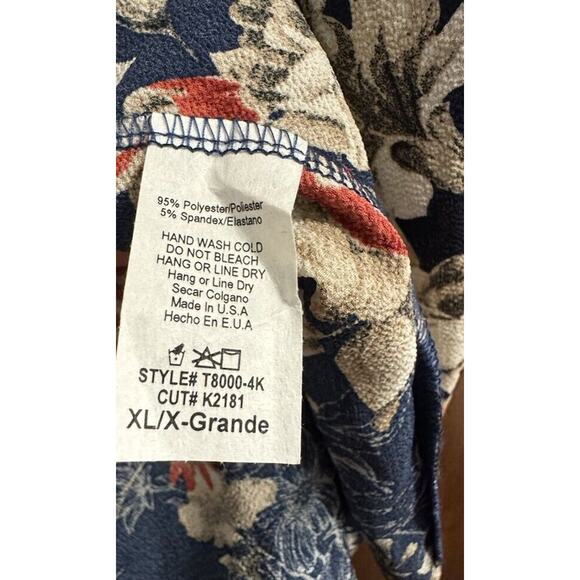 95% Polyester/Poliester
5% Spandex/Elastano
HAND WASH COLD
DO NOT BLEACH
HANG OR LINE DRY
Hang or Line Dry
Secar Colgano
Made In U.S.A
Hecho En E.U.A
STYLE# T8000-4K
CUT# K2181
XL/X-Grande